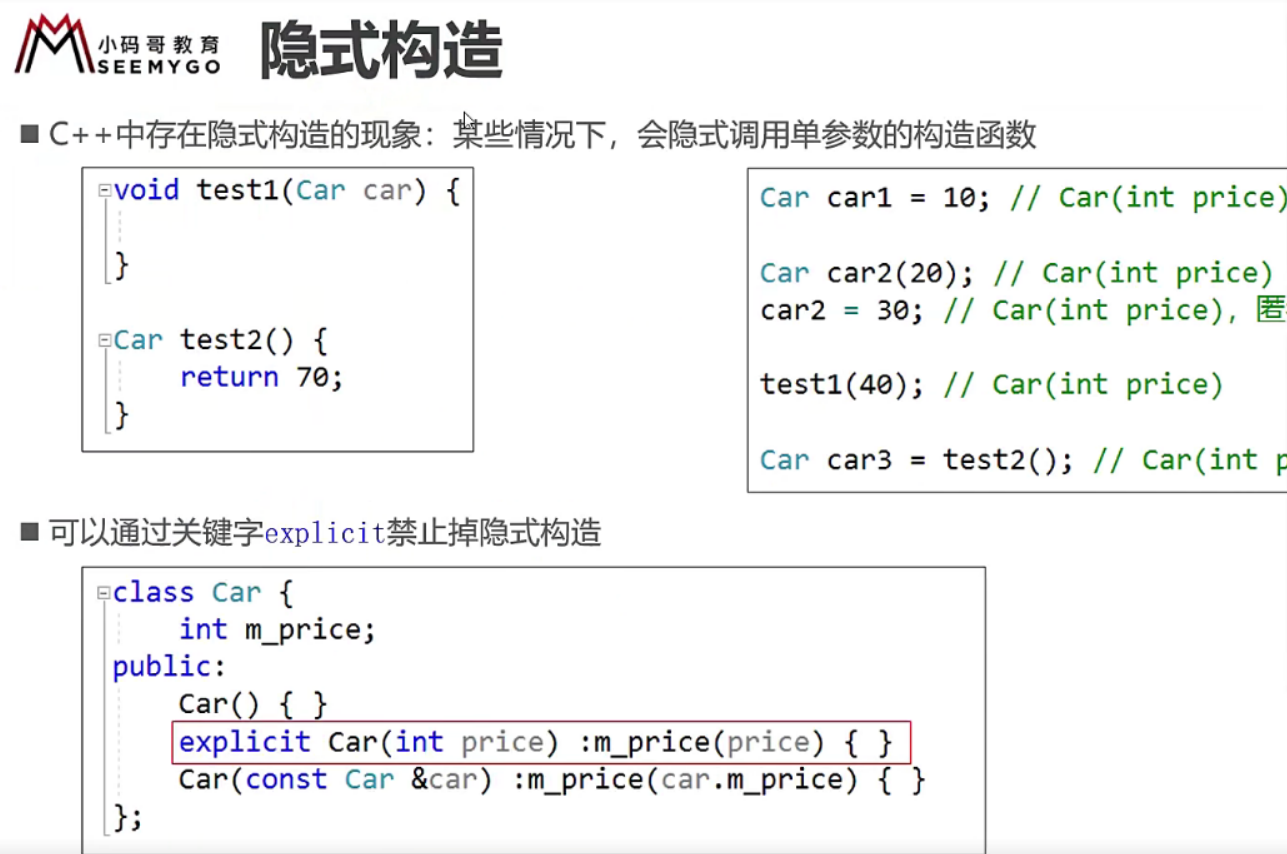 小码哥教育
SEEMYGO
隐式构造
C++中存在隐式构造的现象：某些情况下，会隐式调用单参数的构造函数
void test1(Car car) {
}
Car test2() {
return 70;
}
Car car1 = 10; // Car(int price)
Car car2(20); // Car(int price)
car2 = 30; // Car(int price), 匿
test1(40); // Car(int price)
Car car3 = test2(); // Car(int p
可以通过关键字explicit禁止掉隐式构造
class Car {
int m_price;
public:
Car() { }
explicit Car(int price) :m_price(price) { }
Car(const Car &car) :m_price(car.m_price) { }
};